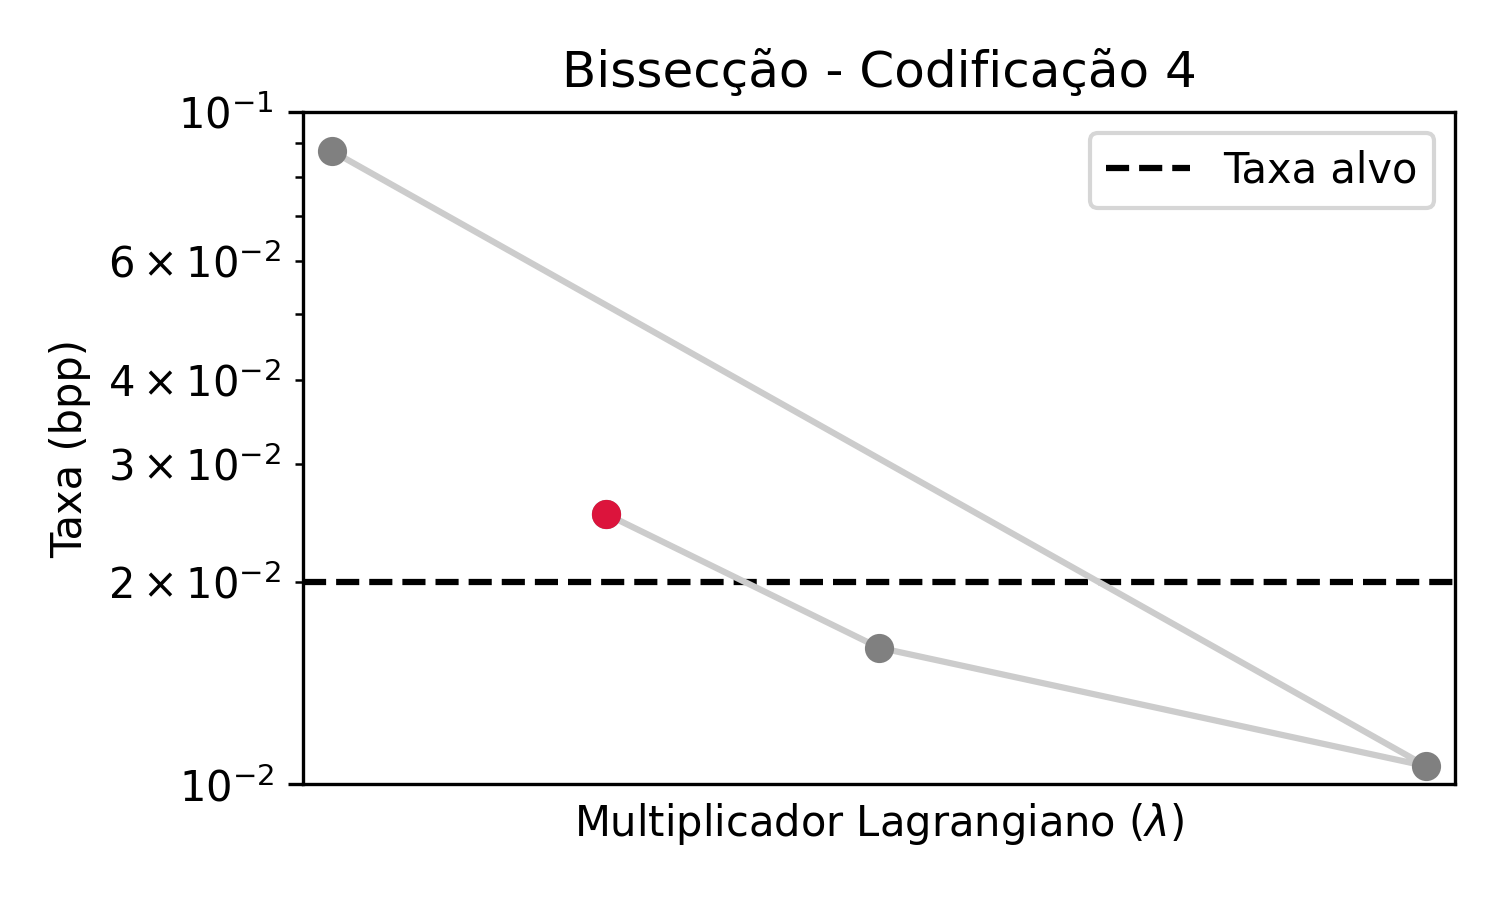 Bissecção - Codificação 4
10⁻¹
6 × 10⁻²
4 × 10⁻²
3 × 10⁻²
2 × 10⁻²
10⁻²
Taxa (bpp)
Taxa alvo
Multiplicador Lagrangiano (λ)